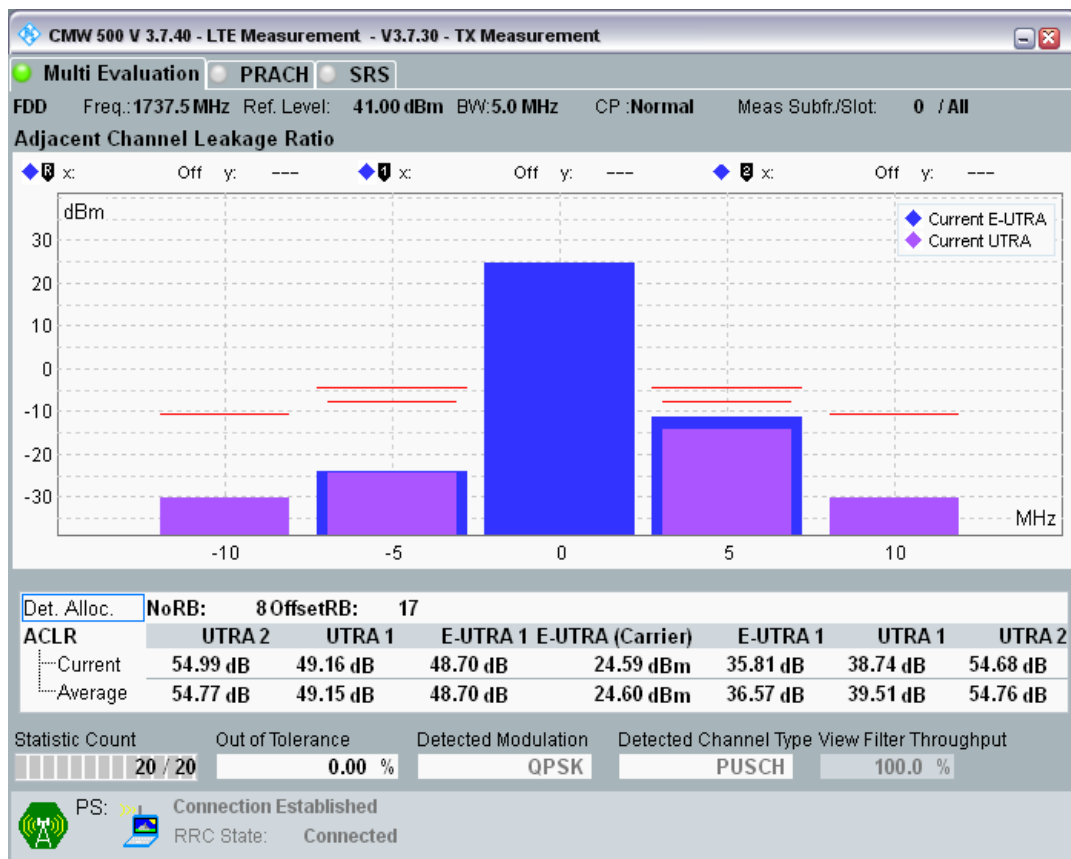 CMW 500 V 3.7.40 - LTE Measurement - V3.7.30 - TX Measurement
Multi Evaluation PRACH SRS
FDD Freq.:1737.5 MHz Ref. Level: 41.00 dBm BW:5.0 MHz CP :Normal Meas Subfr./Slot: 0 / All
Adjacent Channel Leakage Ratio
R x: Off y: --- 1 x: Off y: --- 2 x: Off y: ---
dBm
Current E-UTRA
Current UTRA
30
20
10
0
-10
-20
-30
MHz
-10 -5 0 5 10
Det. Alloc. NoRB: 8 OffsetRB: 17
ACLR UTRA 2 UTRA 1 E-UTRA 1 E-UTRA (Carrier) E-UTRA 1 UTRA 1 UTRA 2
Current 54.99 dB 49.16 dB 48.70 dB 24.59 dBm 35.81 dB 38.74 dB 54.68 dB
Average 54.77 dB 49.15 dB 48.70 dB 24.60 dBm 36.57 dB 39.51 dB 54.76 dB
Statistic Count Out of Tolerance Detected Modulation Detected Channel Type View Filter Throughput
20 / 20 0.00 % QPSK PUSCH 100.0 %
PS: Connection Established
RRC State: Connected